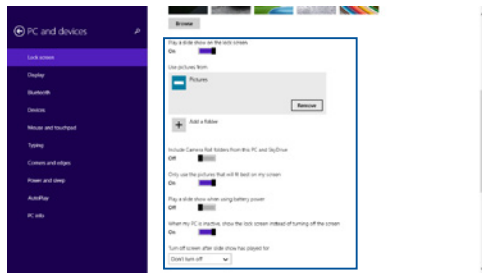 Browse
PC and devices
Lock screen
Display
Bluetooth
Devices
Mouse and touchpad
Typing
Corners and edges
Power and sleep
AutoPlay
PC info
Play a slide show on the lock screen
On
Use pictures from
Pictures
Remove
Add a folder
Include Camera Roll folders from this PC and SkyDrive
Off
Only use the pictures that will fit best on my screen
On
Play a slide show when using battery power
Off
When my PC is inactive, show the lock screen instead of turning off the screen
On
Turn off screen after slide show has played for
Don't turn off